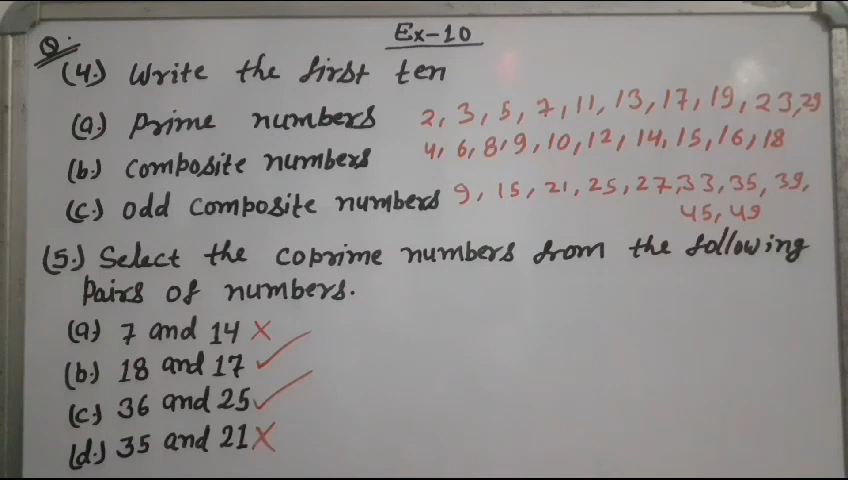 Ex-10
Q.
(4.) Write the first ten
(a.) prime numbers 2, 3, 5, 7, 11, 13, 17, 19, 23, 29
(b.) composite numbers 4, 6, 8, 9, 10, 12, 14, 15, 16, 18
(c.) odd composite numbers 9, 15, 21, 25, 27, 33, 35, 39,
45, 49
(5.) Select the coprime numbers from the following
Pairs of numbers.
(a) 7 and 14 ×
(b.) 18 and 17 ✓
(c) 36 and 25 ✓
(d.) 35 and 21 ×